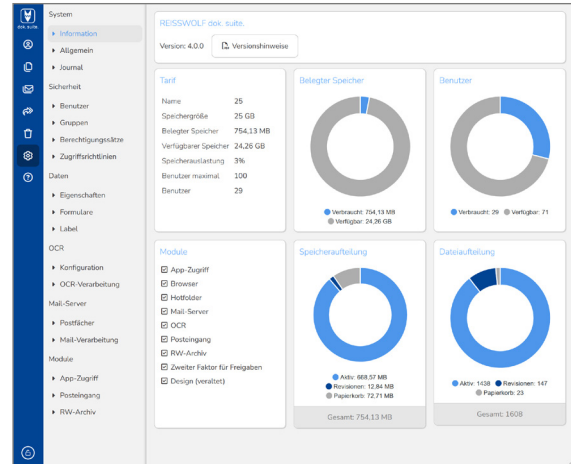 dok. suite.
System
Information
Allgemein
Journal
Sicherheit
Benutzer
Gruppen
Berechtigungssätze
Zugriffsrichtlinien
Daten
Eigenschaften
Formulare
Label
OCR
Konfiguration
OCR-Verarbeitung
Mail-Server
Postfächer
Mail-Verarbeitung
Module
App-Zugriff
Posteingang
RW-Archiv
REISSWOLF dok. suite.
Version: 4.0.0 Versionshinweise
Tarif
Name 25
Speichergröße 25 GB
Belegter Speicher 754,13 MB
Verfügbarer Speicher 24,26 GB
Speicherauslastung 3%
Benutzer maximal 100
Benutzer 29
Belegter Speicher
Verbraucht: 754,13 MB
Verfügbar: 24,26 GB
Benutzer
Verbraucht: 29 Verfügbar: 71
Module
App-Zugriff
Browser
Hotfolder
Mail-Server
OCR
Posteingang
RW-Archiv
Zweiter Faktor für Freigaben
Design (veraltet)
Speicheraufteilung
Aktiv: 668,57 MB
Revisionen: 12,84 MB
Papierkorb: 72,71 MB
Gesamt: 754.13 MB
Dateiaufteilung
Aktiv: 1438 Revisionen: 147
Papierkorb: 23
Gesamt: 1608